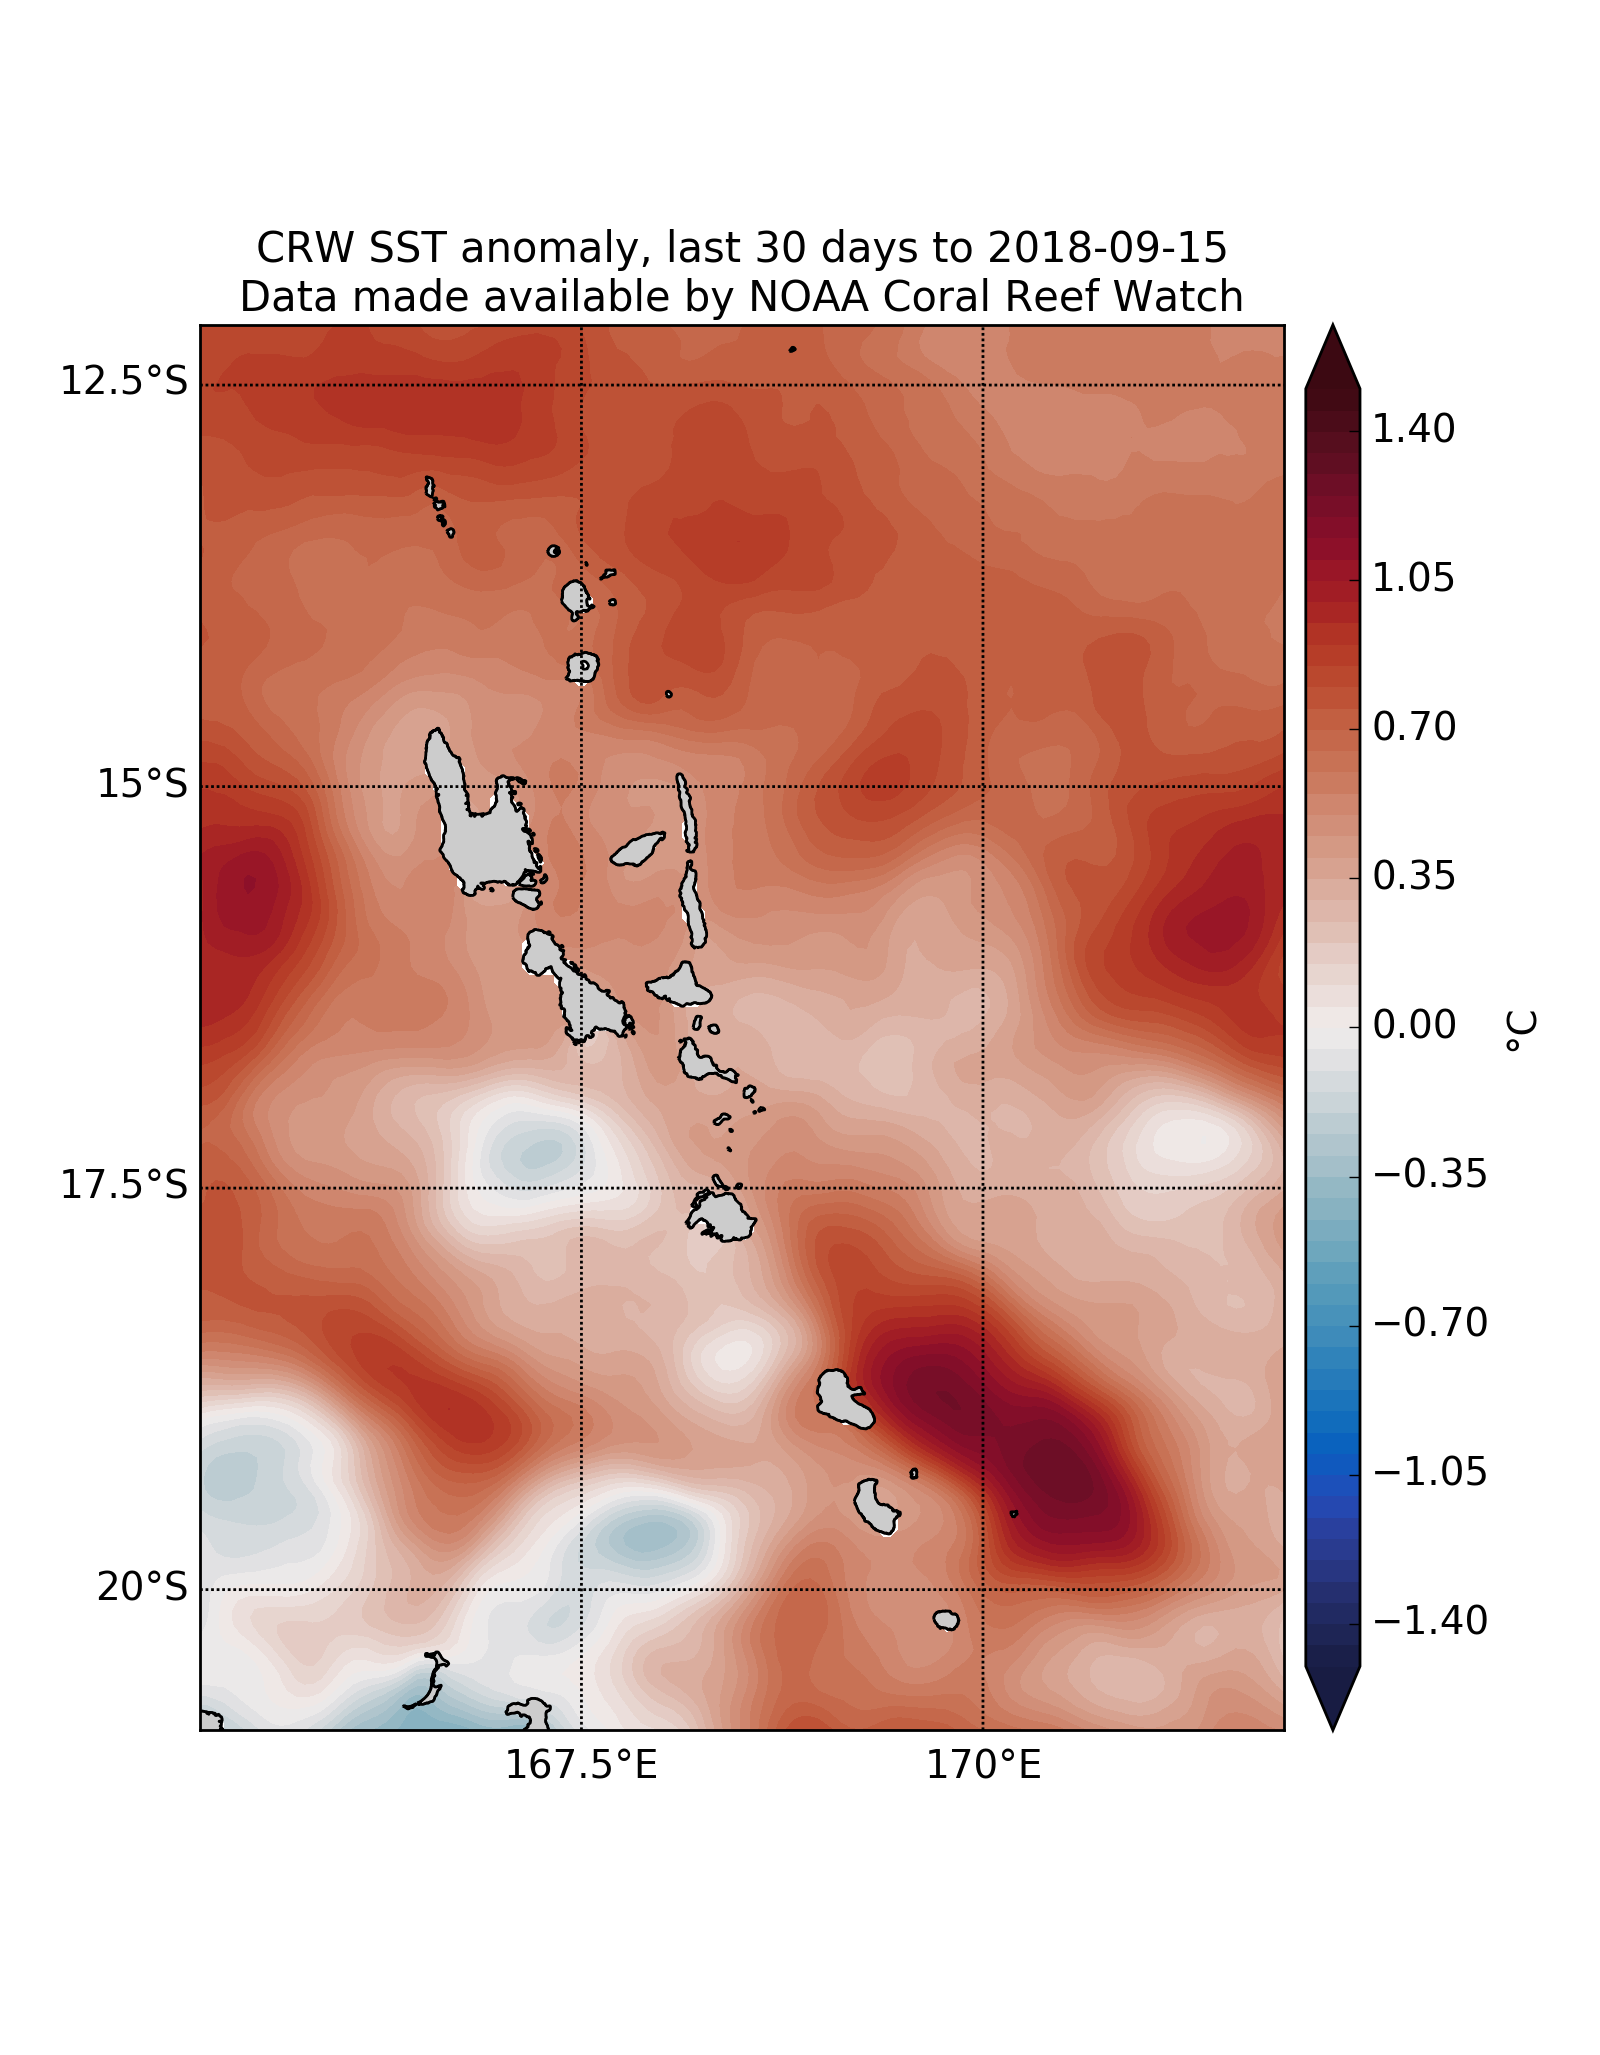 CRW SST anomaly, last 30 days to 2018-09-15
Data made available by NOAA Coral Reef Watch
12.5°S
15°S
17.5°S
20°S
167.5°E
170°E
1.40
1.05
0.70
0.35
0.00
−0.35
−0.70
−1.05
−1.40
°C